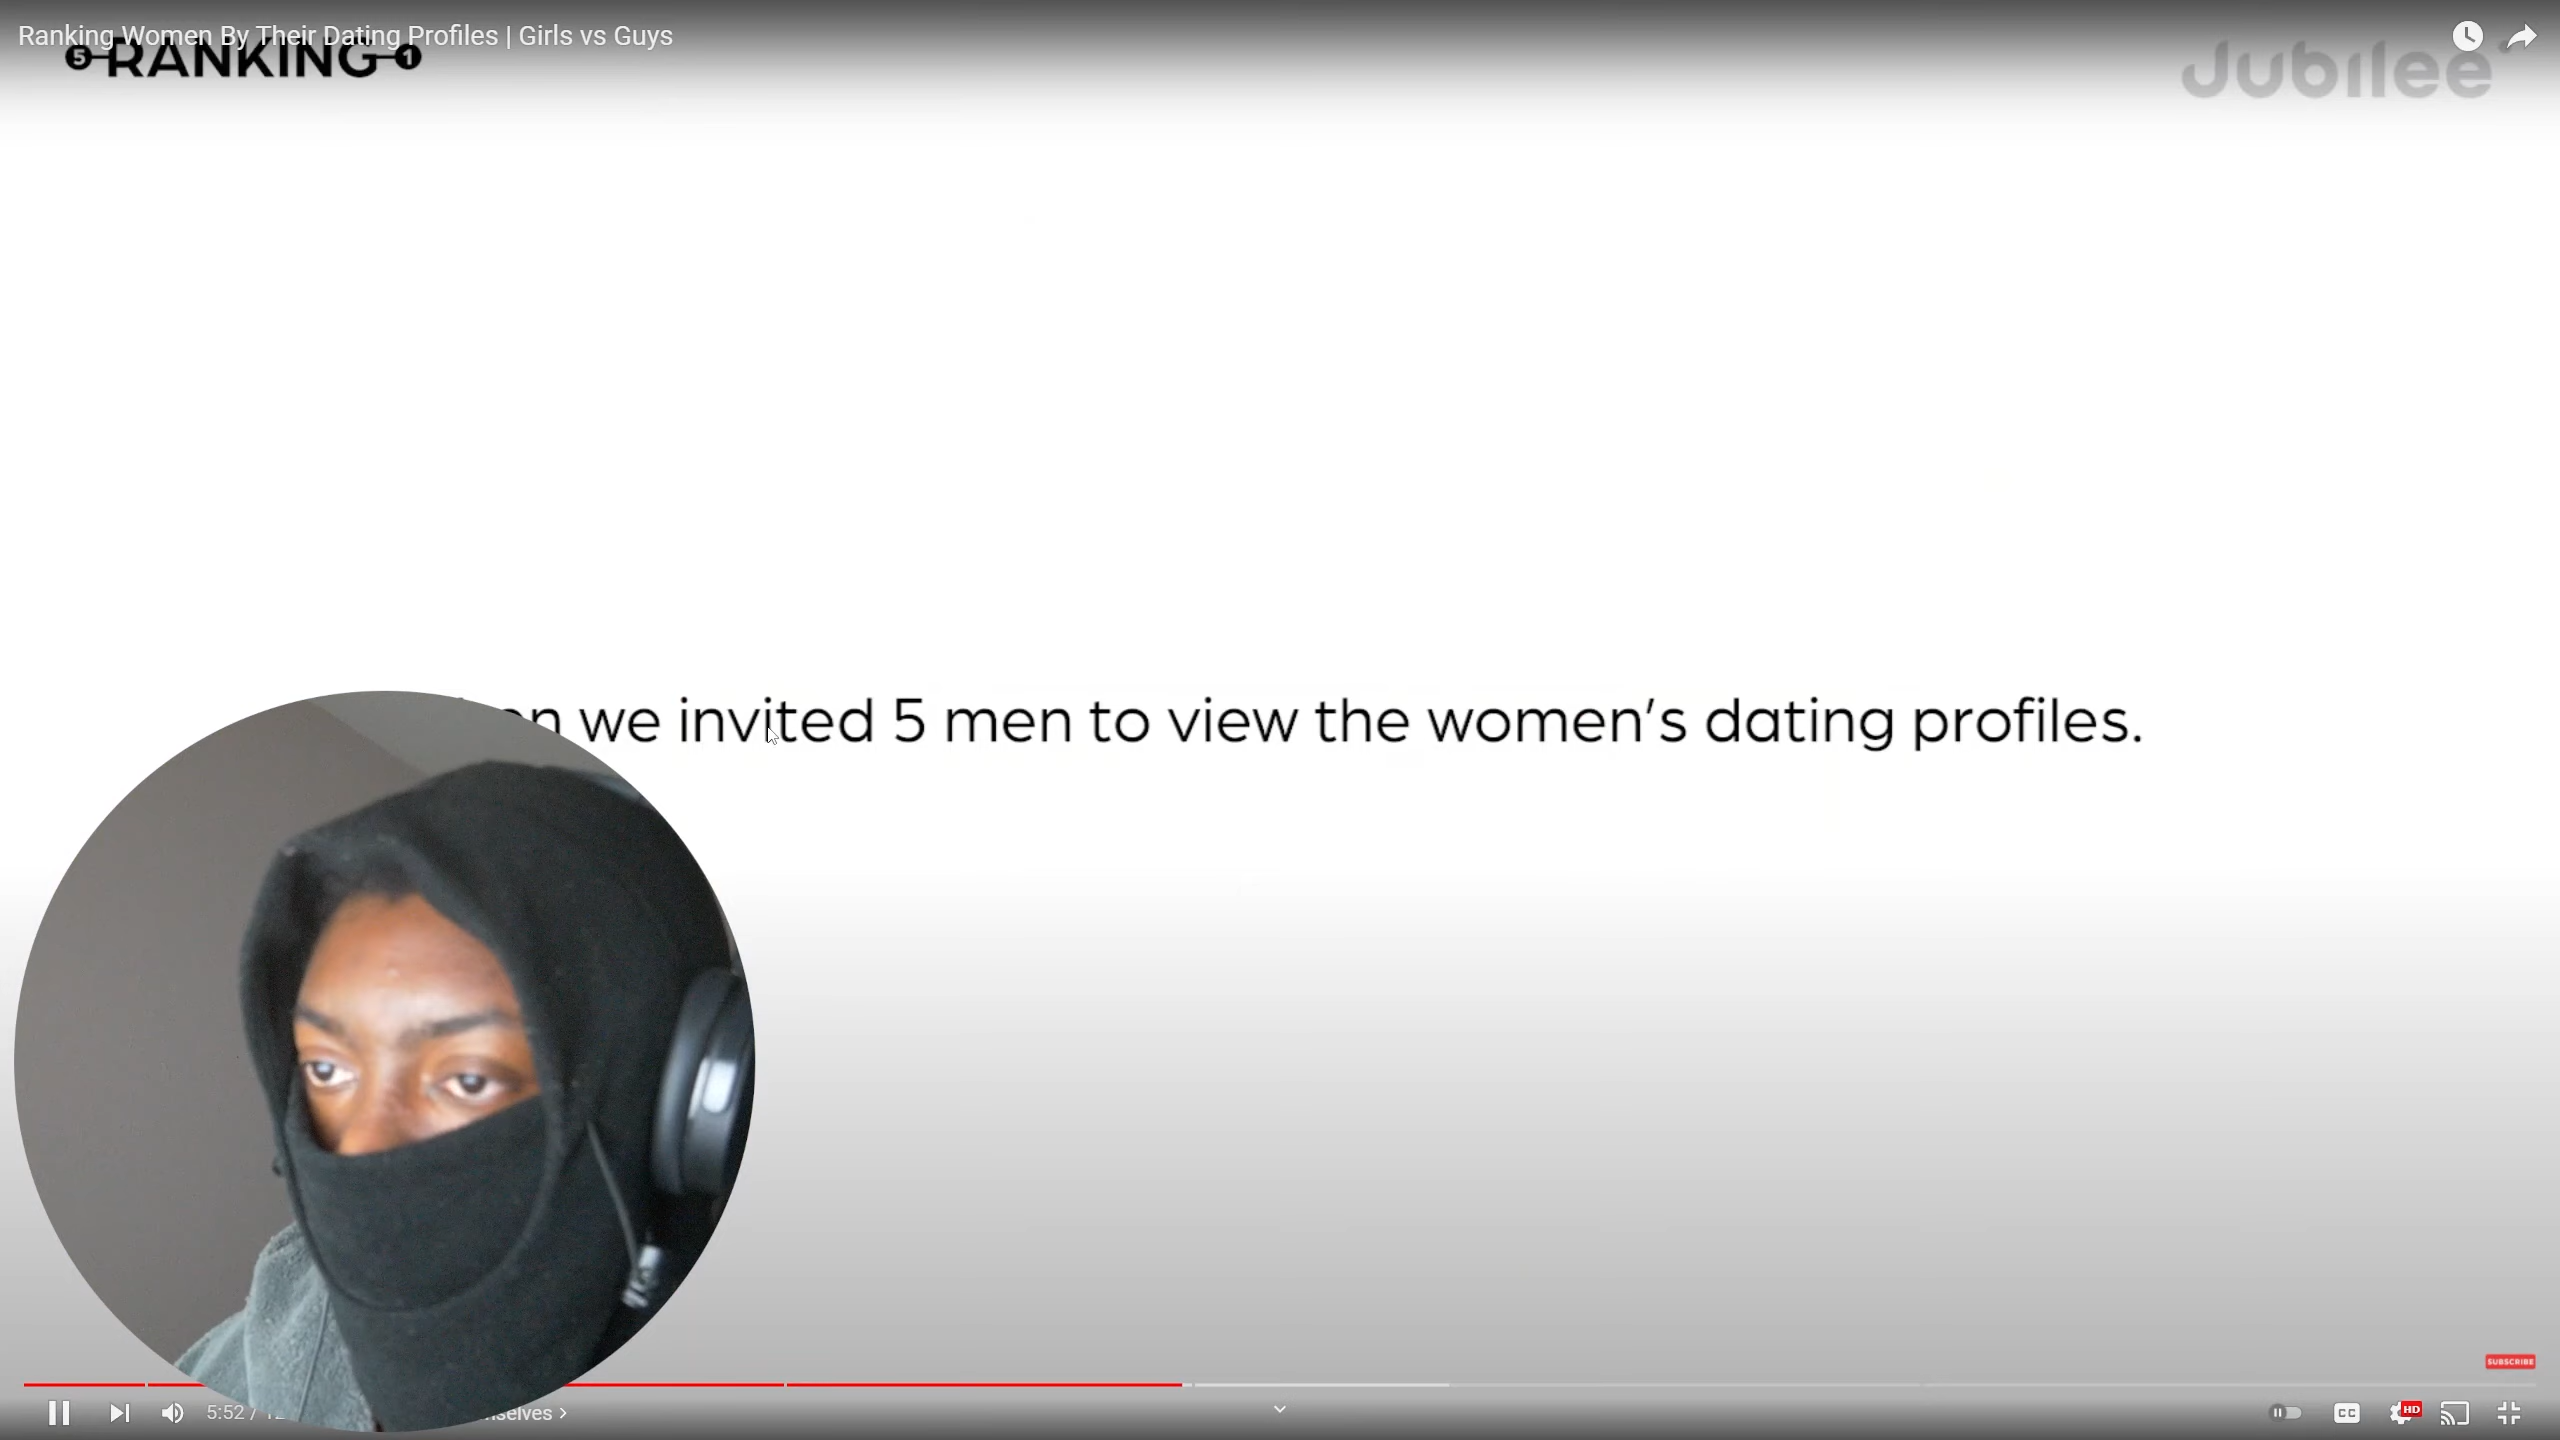 Ranking Women By Their Dating Profiles | Girls vs Guys
5 RANKING 1
Jubilee
we invited 5 men to view the women's dating profiles.
SUBSCRIBE
5:52 /
CC
HD